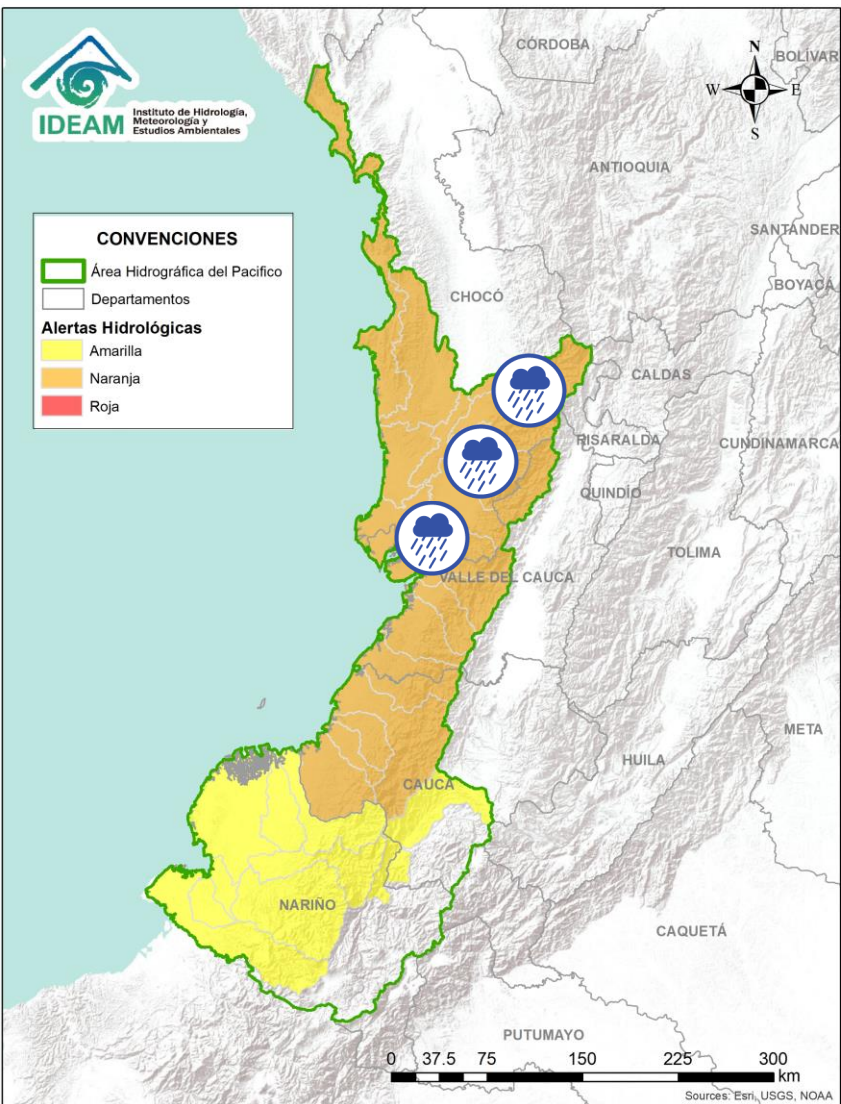 IDEAM
Instituto de Hidrología,
Meteorología y
Estudios Ambientales
CÓRDOBA
BOLÍVAR
N
W
E
S
ANTIOQUIA
SANTANDER
BOYACÁ
CONVENCIONES
Área Hidrográfica del Pacifico
Departamentos
Alertas Hidrológicas
Amarilla
Naranja
Roja
CHOCÓ
CALDAS
RISARALDA
CUNDINAMARCA
QUINDÍO
TOLIMA
VALLE DEL CAUCA
META
HUILA
CAUCA
NARIÑO
CAQUETÁ
PUTUMAYO
0 37.5 75 150 225 300
km
Sources: Esri, USGS, NOAA